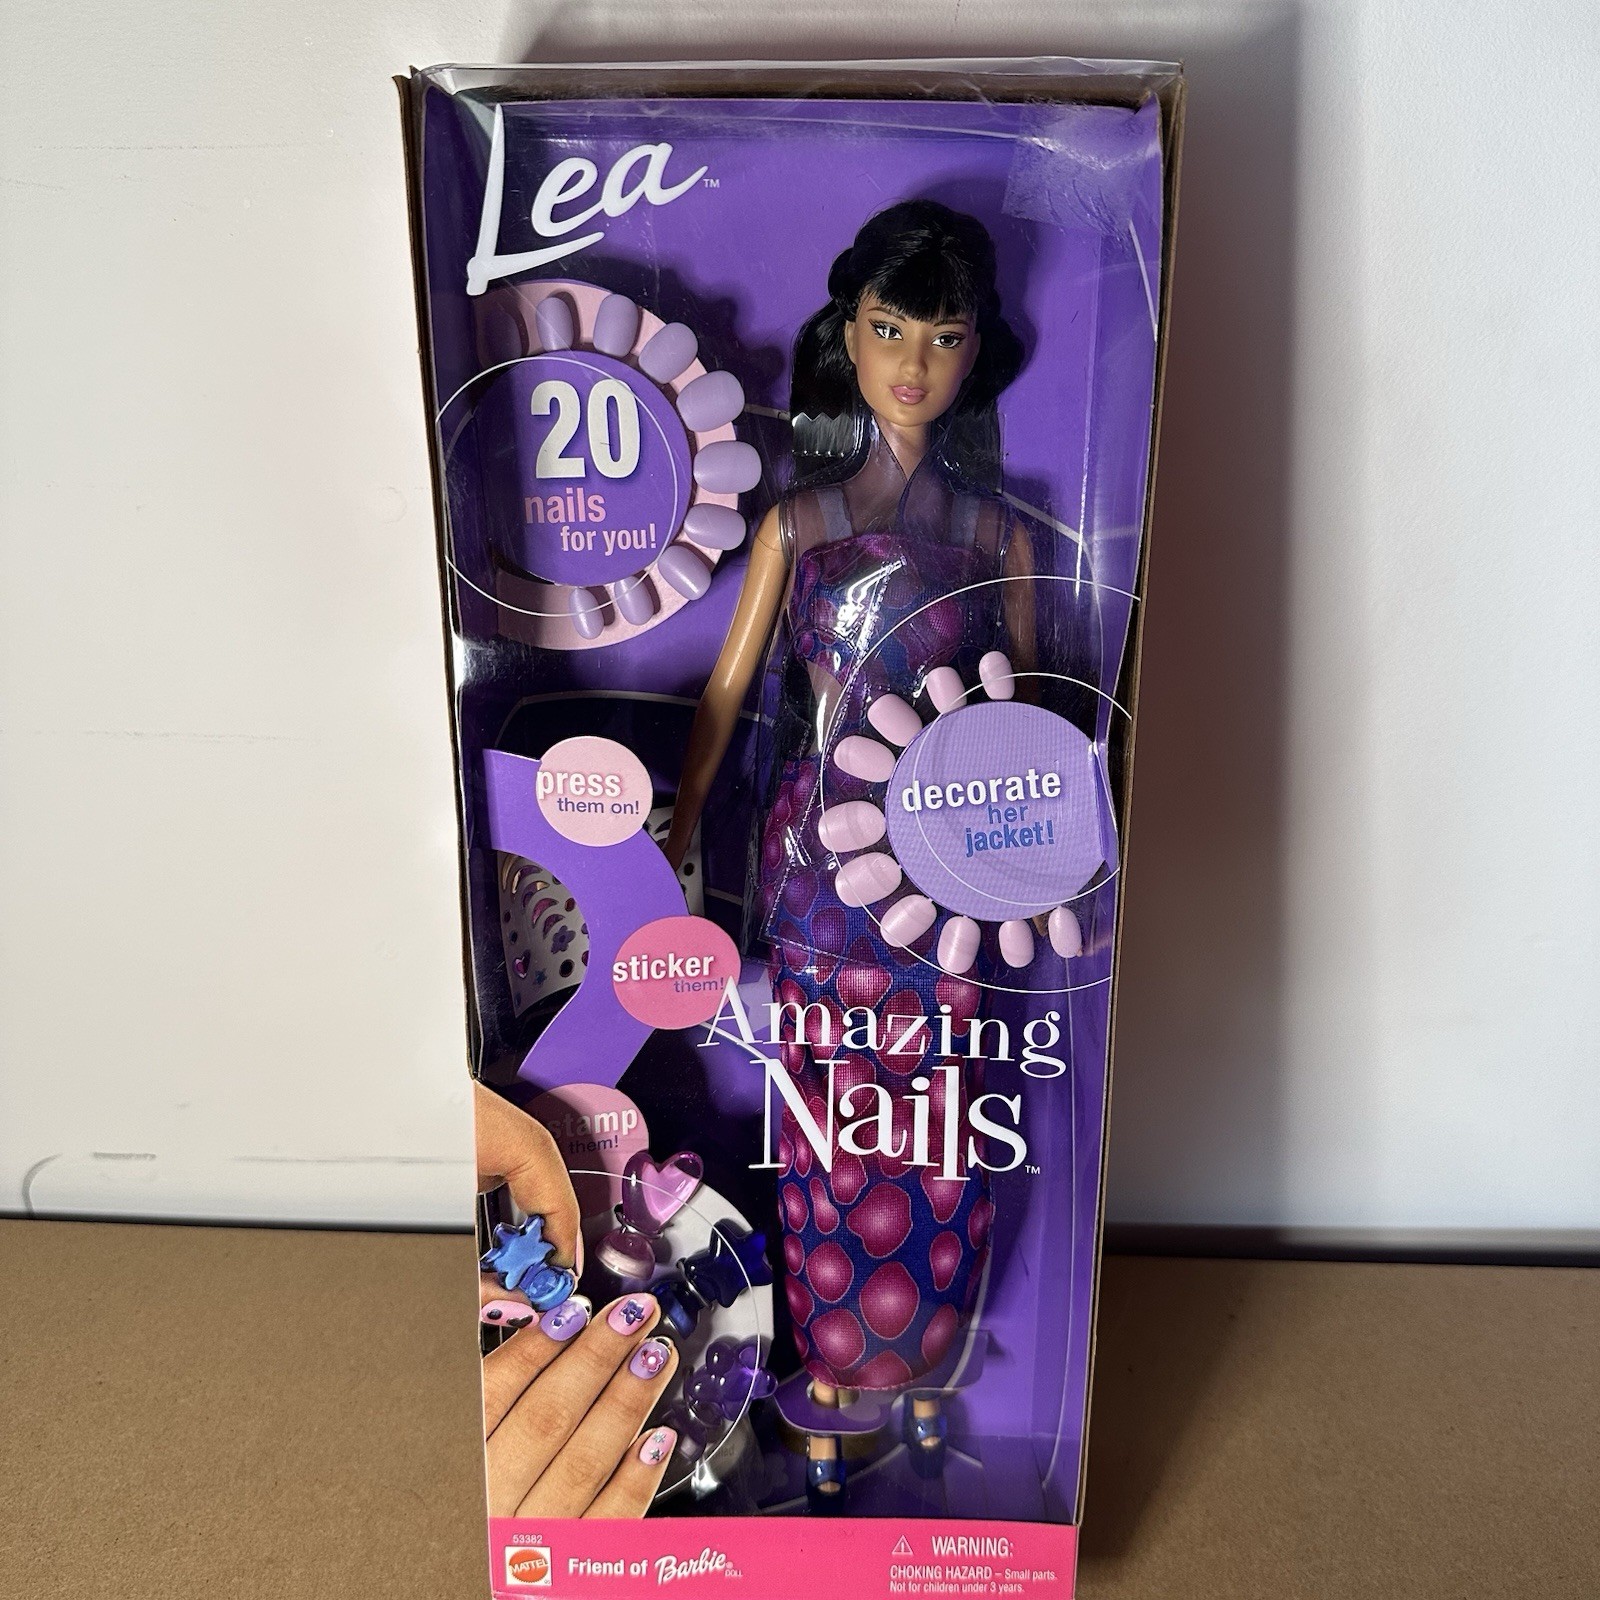 Lea™
20
nails
for you!
press
them on!
decorate
her
jacket!
sticker
them!
Amazing
Nails™
stamp
them!
53382
MATTEL
Friend of Barbie® DOLL
WARNING:
CHOKING HAZARD – Small parts.
Not for children under 3 years.